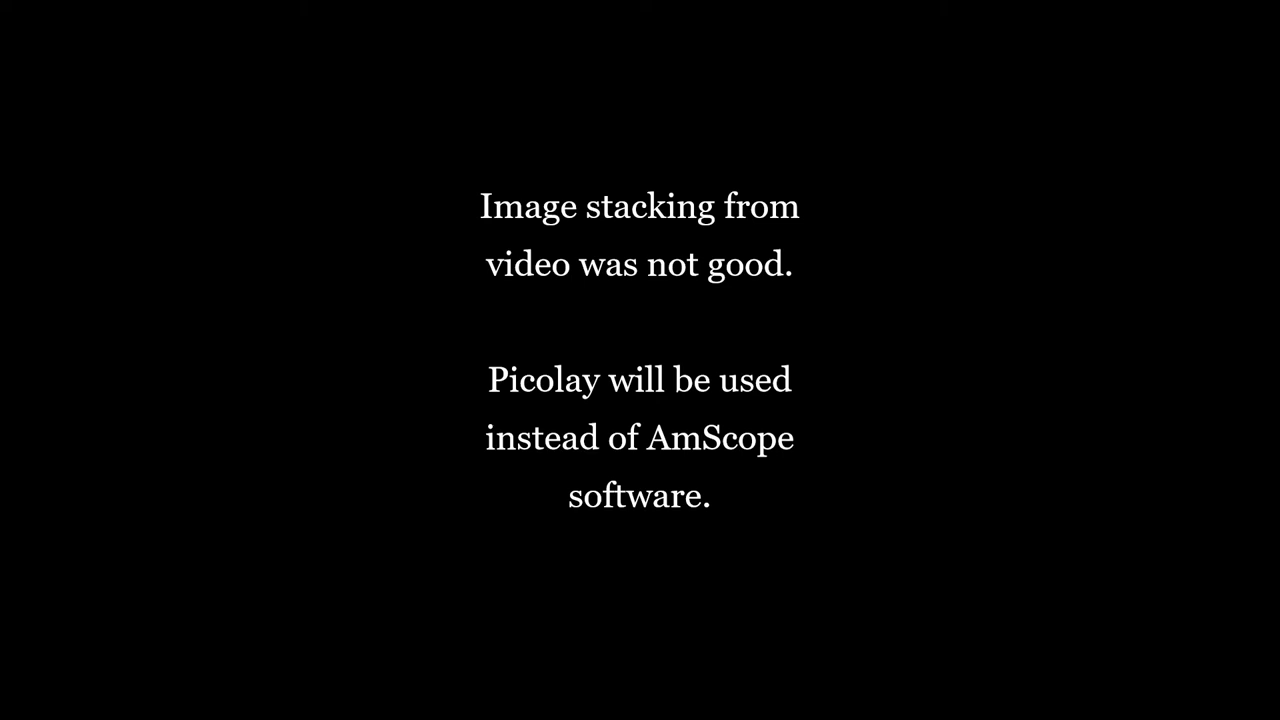 Image stacking from
video was not good.
Picolay will be used
instead of AmScope
software.